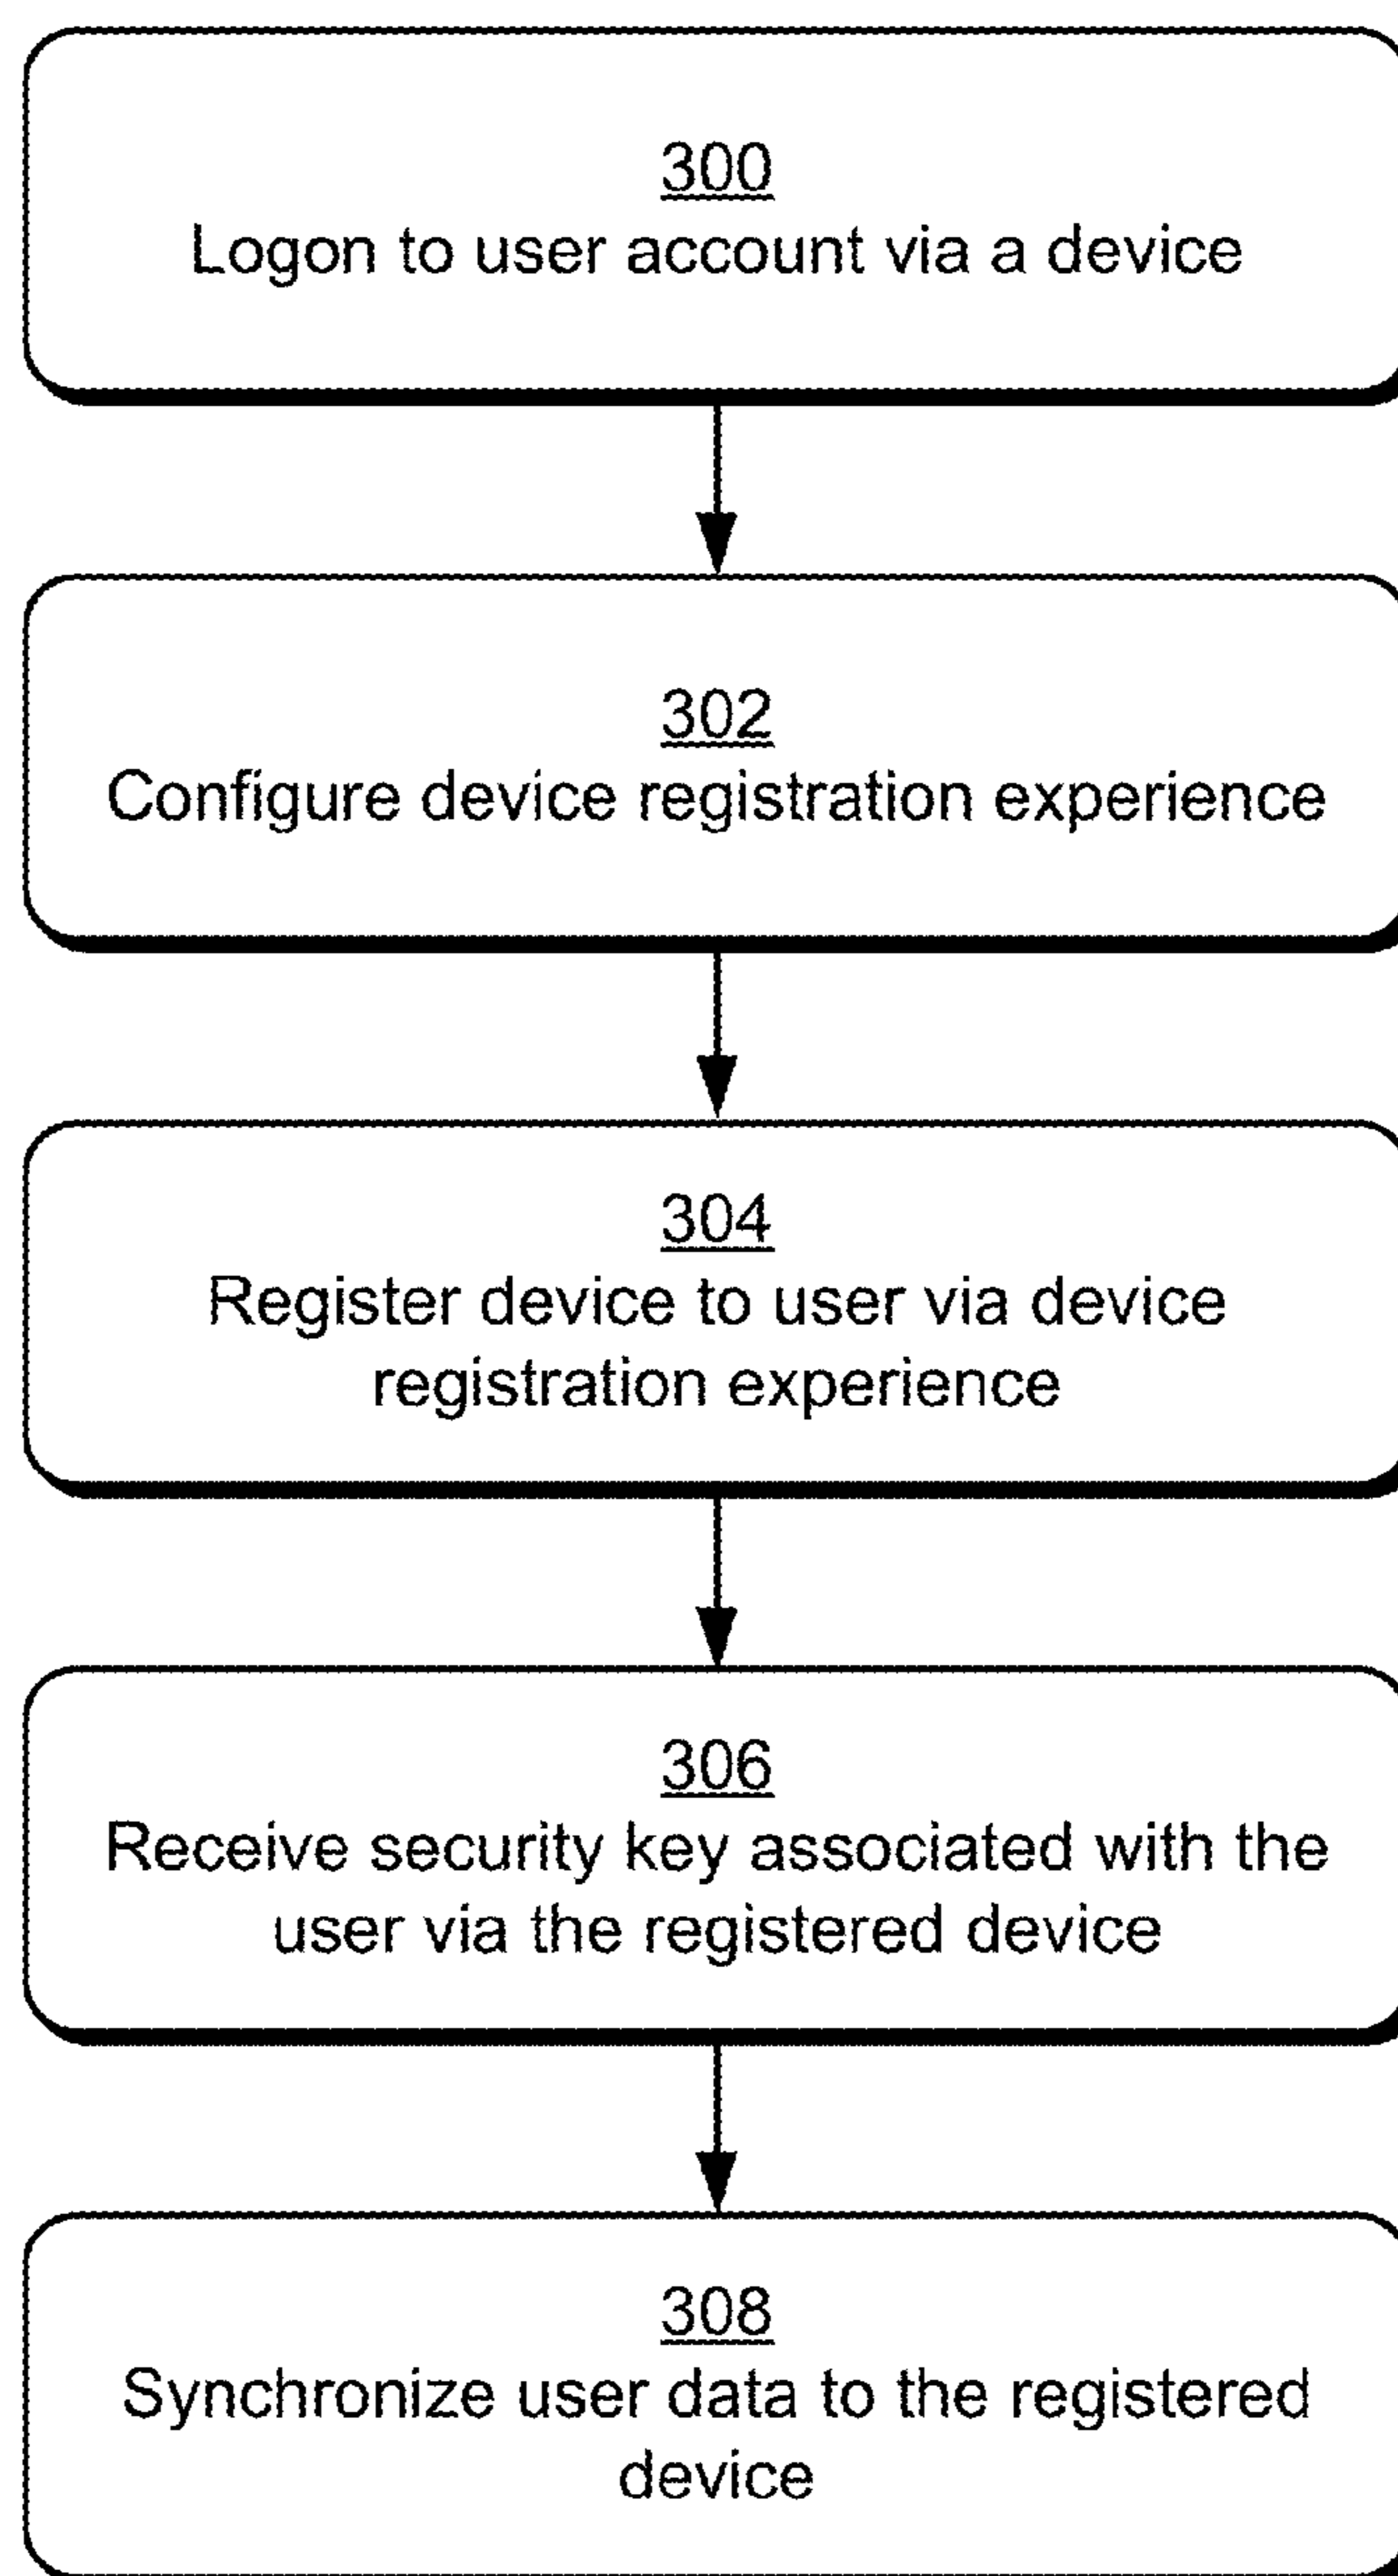 300
Logon to user account via a device
302
Configure device registration experience
304
Register device to user via device
registration experience
306
Receive security key associated with the
user via the registered device
308
Synchronize user data to the registered
device